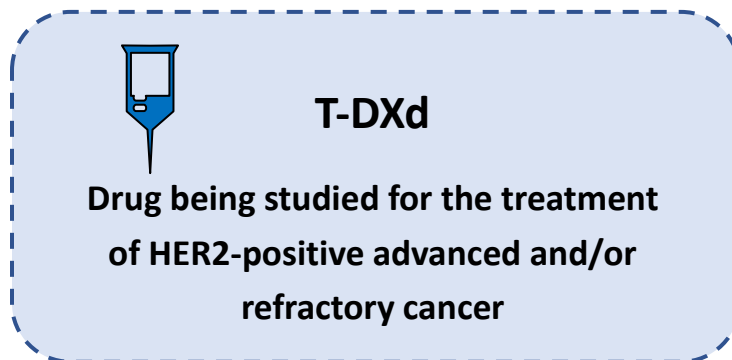 T-DXd
Drug being studied for the treatment
of HER2-positive advanced and/or
refractory cancer